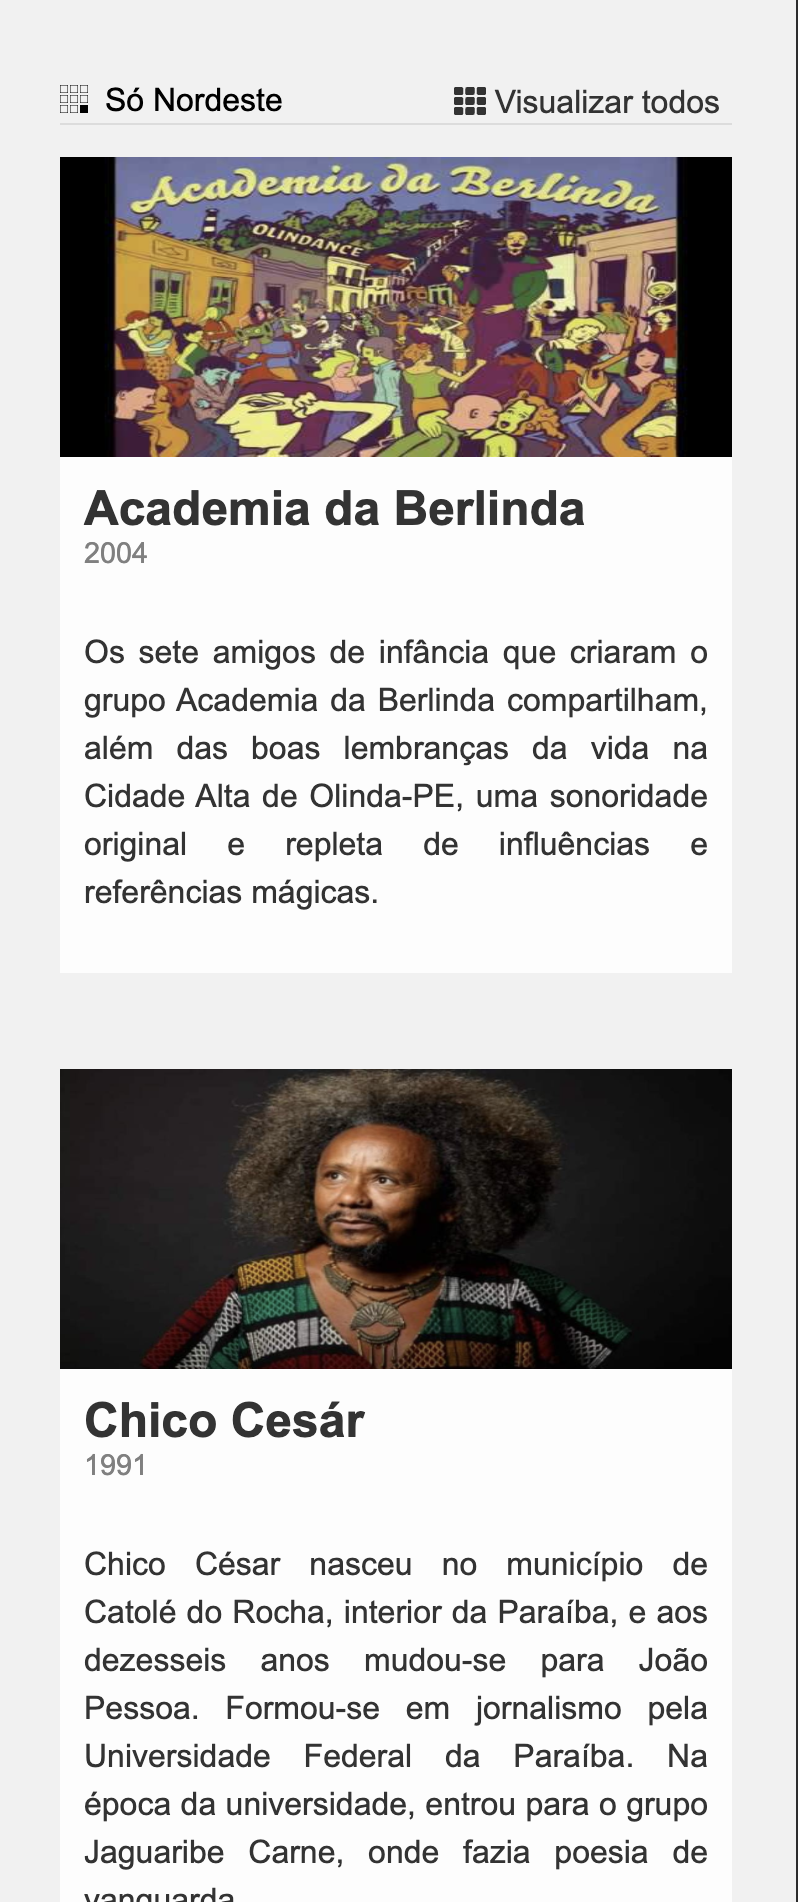 Só Nordeste
Visualizar todos
Academia da Berlinda
OLINDANCE
Academia da Berlinda
2004
Os sete amigos de infância que criaram o
grupo Academia da Berlinda compartilham,
além das boas lembranças da vida na
Cidade Alta de Olinda-PE, uma sonoridade
original e repleta de influências e
referências mágicas.
Chico Cesár
1991
Chico César nasceu no município de
Catolé do Rocha, interior da Paraíba, e aos
dezesseis anos mudou-se para João
Pessoa. Formou-se em jornalismo pela
Universidade Federal da Paraíba. Na
época da universidade, entrou para o grupo
Jaguaribe Carne, onde fazia poesia de
vanguarda